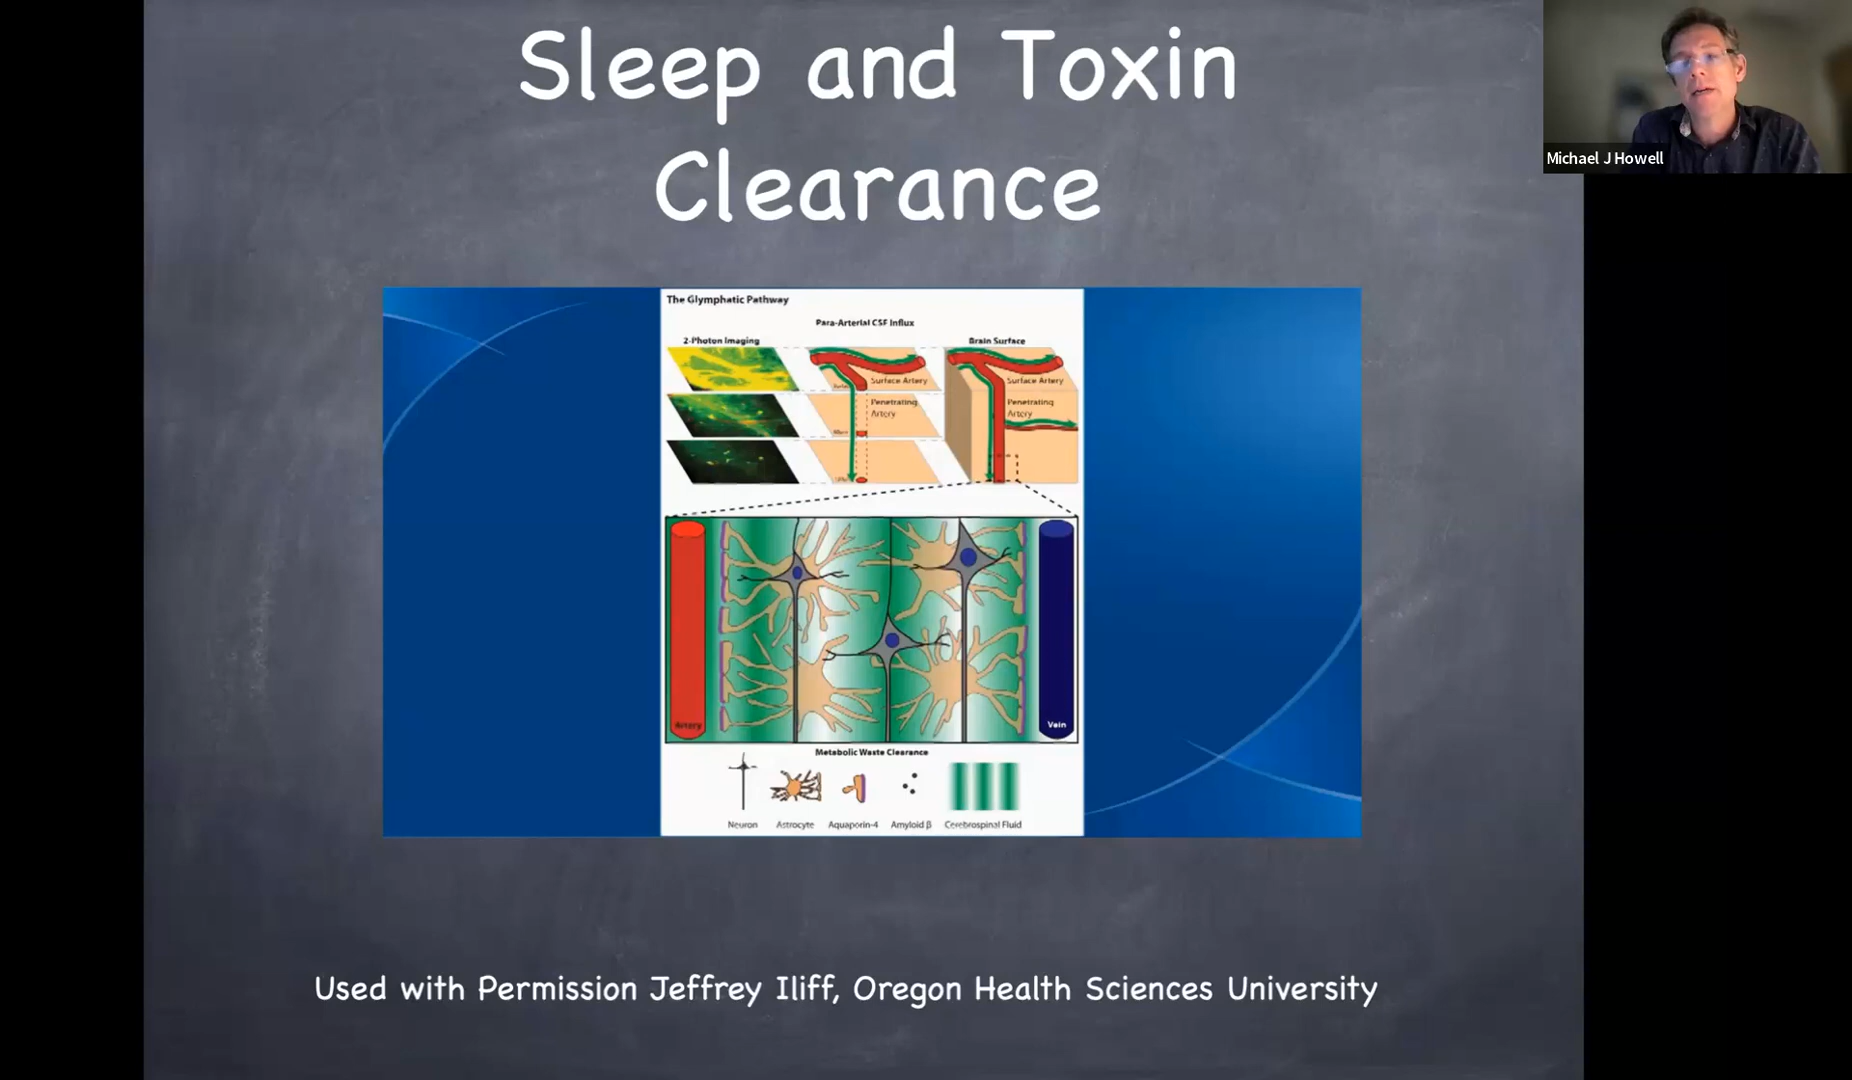 Sleep and Toxin
Clearance
Michael J Howell
The Glymphatic Pathway
Para-Arterial CSF Influx
2-Photon Imaging
Brain Surface
Surface Artery
Surface Artery
Penetrating
Artery
Penetrating
Artery
Artery
Vein
Metabolic Waste Clearance
Neuron
Astrocyte
Aquaporin-4
Amyloid β
Cerebrospinal Fluid
Used with Permission Jeffrey Iliff, Oregon Health Sciences University